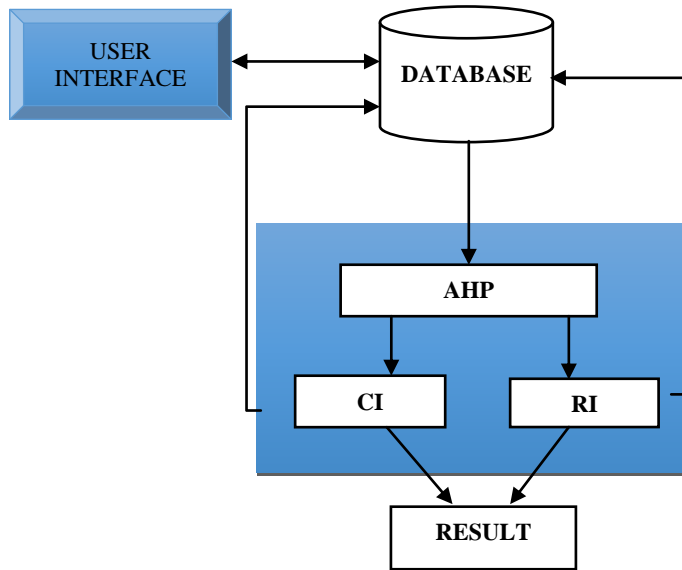 USER
INTERFACE
DATABASE
AHP
CI
RI
RESULT